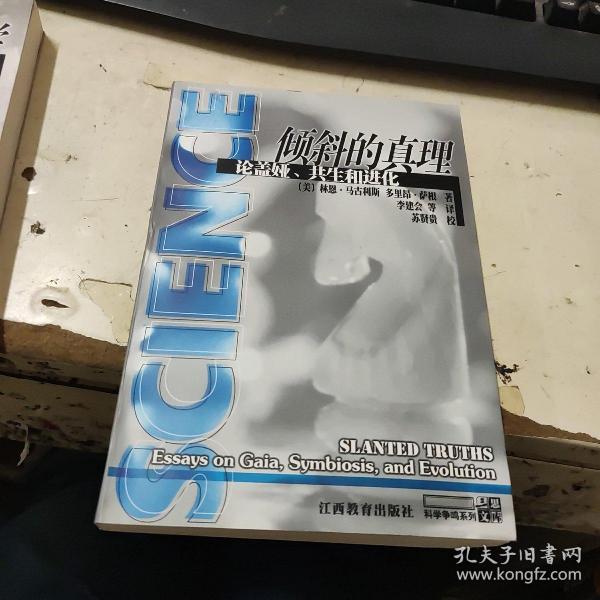 SCIENCE
倾斜的真理
论盖娅、共生和进化
〔美〕林恩·马古利斯 多里昂·萨根 著
李建会 等 译
苏贤贵 校
SLANTED TRUTHS
Essays on Gaia, Symbiosis, and Evolution
江西教育出版社
科学争鸣系列
思
文库
孔夫子旧书网
www.kongfz.com